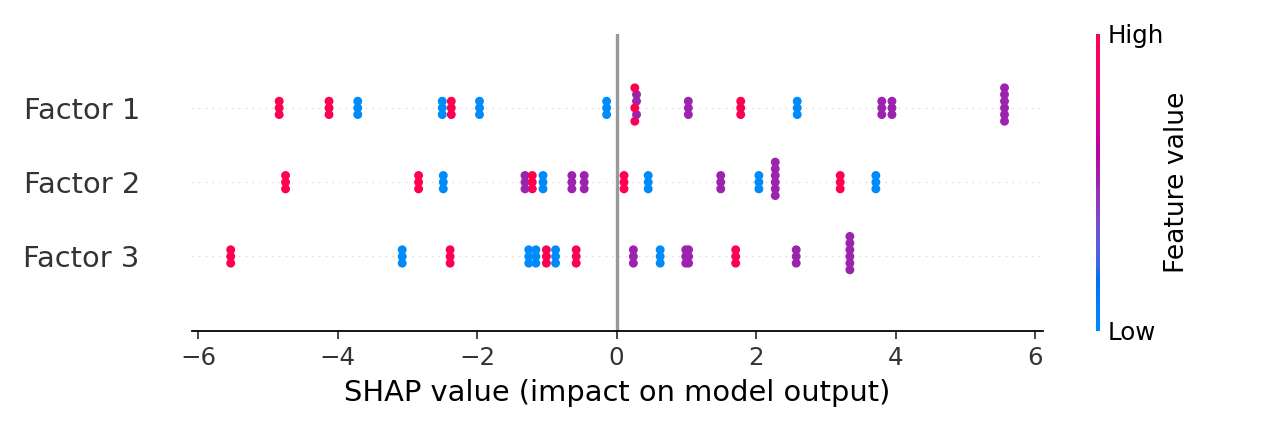 High
Factor 1
Factor 2
Factor 3
Feature value
Low
−6 −4 −2 0 2 4 6
SHAP value (impact on model output)